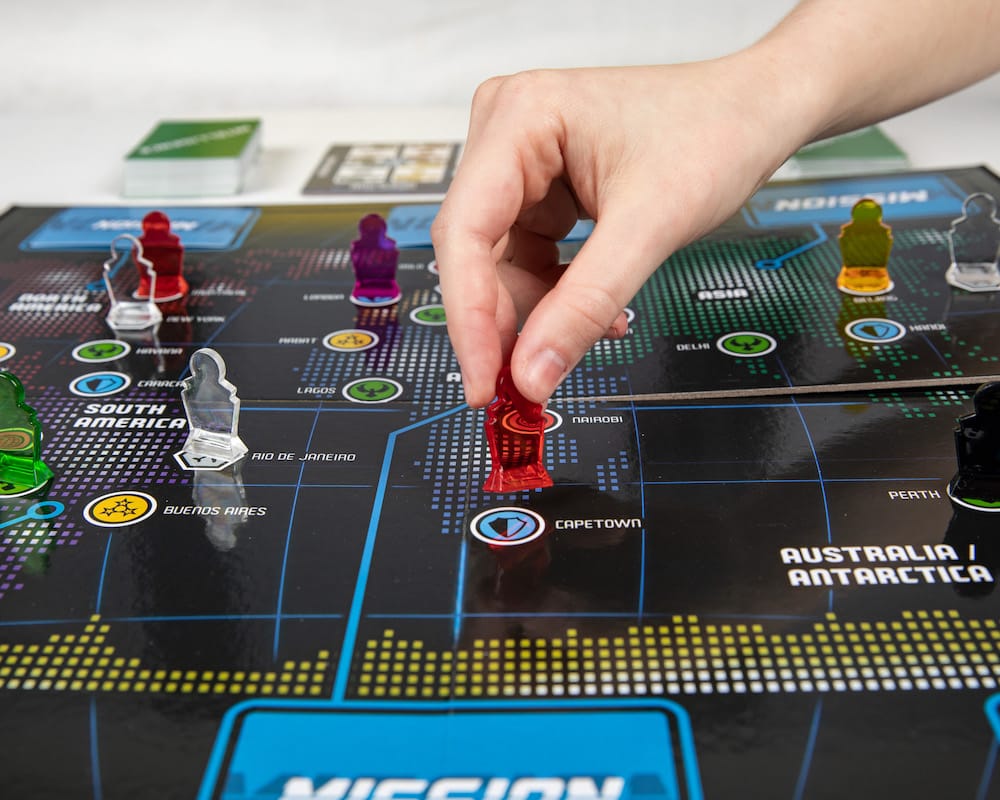 MISSION
MISSION
NORTH
AMERICA
NEW YORK
LONDON
ASIA
BEIJING
HAVANA
RABAT
DELHI
HANOI
CARACAS
LAGOS
SOUTH
AMERICA
NAIROBI
RIO DE JANEIRO
PERTH
BUENOS AIRES
CAPETOWN
AUSTRALIA /
ANTARCTICA
MISSION